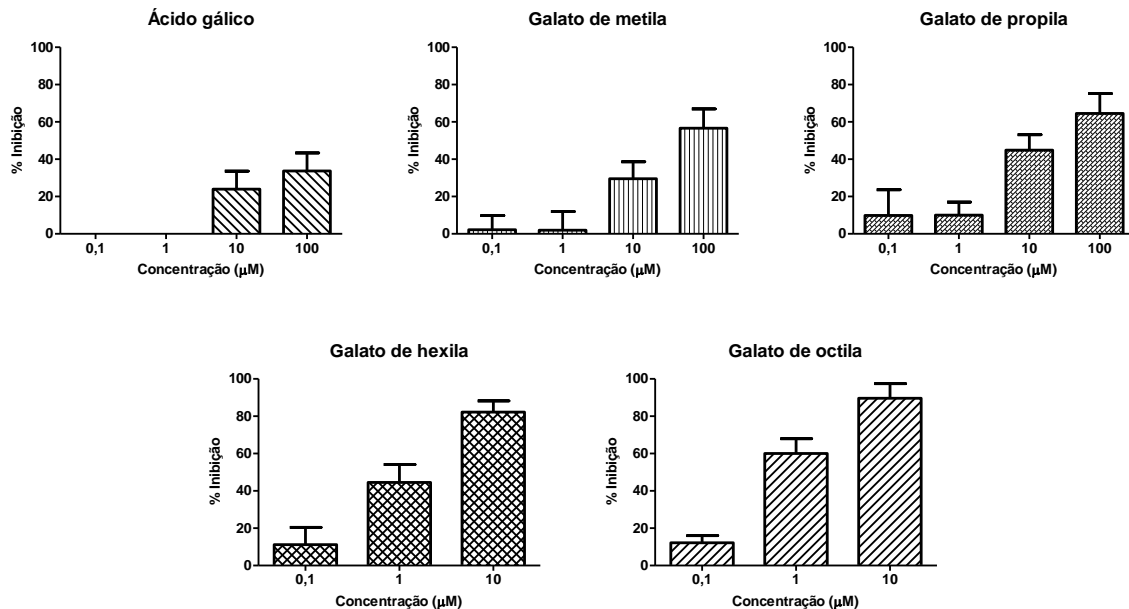 Ácido gálico
100
80
60
40
20
0
% Inibição
0,1 1 10 100
Concentração (μM)
Galato de metila
100
80
60
40
20
0
% Inibição
0,1 1 10 100
Concentração (μM)
Galato de propila
100
80
60
40
20
0
% Inibição
0,1 1 10 100
Concentração (μM)
Galato de hexila
100
80
60
40
20
0
% Inibição
0,1 1 10
Concentração (μM)
Galato de octila
100
80
60
40
20
0
% Inibição
0,1 1 10
Concentração (μM)